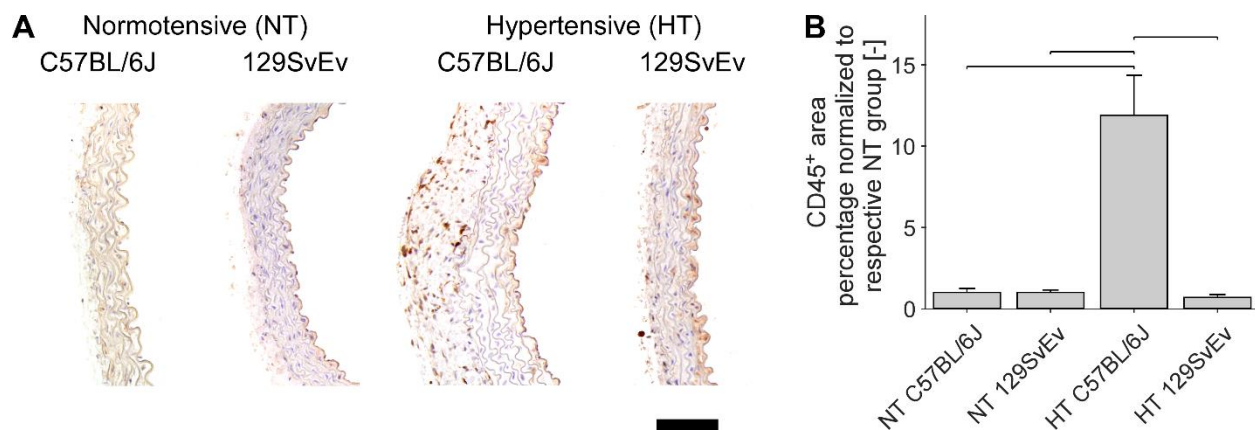 A
Normotensive (NT)
Hypertensive (HT)
C57BL/6J
129SvEv
C57BL/6J
129SvEv
B
CD45⁺ area
percentage normalized to
respective NT group [-]
15
10
5
0
NT C57BL/6J
NT 129SvEv
HT C57BL/6J
HT 129SvEv